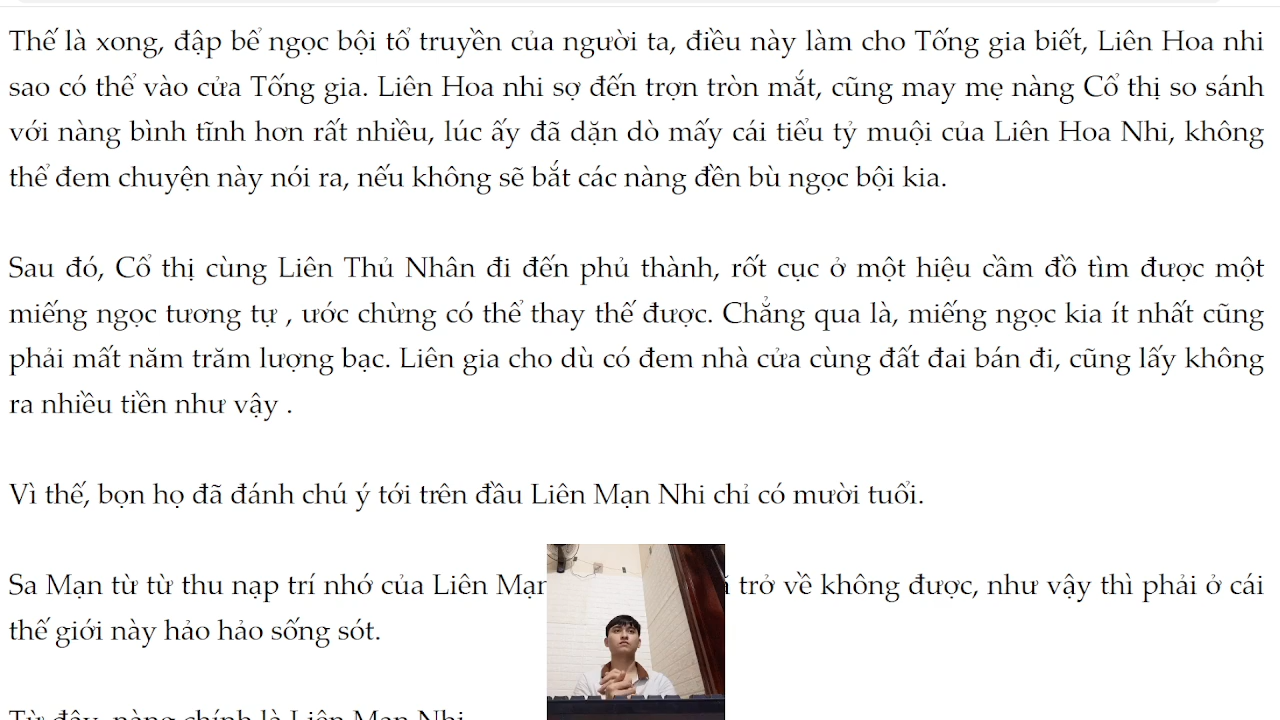 Thế là xong, đập bể ngọc bội tổ truyền của người ta, điều này làm cho Tống gia biết, Liên Hoa nhi
sao có thể vào cửa Tống gia. Liên Hoa nhi sợ đến trợn tròn mắt, cũng may mẹ nàng Cổ thị so sánh
với nàng bình tĩnh hơn rất nhiều, lúc ấy đã dặn dò mấy cái tiểu tỷ muội của Liên Hoa Nhi, không
thể đem chuyện này nói ra, nếu không sẽ bắt các nàng đền bù ngọc bội kia.
Sau đó, Cổ thị cùng Liên Thủ Nhân đi đến phủ thành, rốt cục ở một hiệu cầm đồ tìm được một
miếng ngọc tương tự , ước chừng có thể thay thế được. Chẳng qua là, miếng ngọc kia ít nhất cũng
phải mất năm trăm lượng bạc. Liên gia cho dù có đem nhà cửa cùng đất đai bán đi, cũng lấy không
ra nhiều tiền như vậy .
Vì thế, bọn họ đã đánh chú ý tới trên đầu Liên Mạn Nhi chỉ có mười tuổi.
Sa Mạn từ từ thu nạp trí nhớ của Liên Mạn trở về không được, như vậy thì phải ở cái
thế giới này hảo hảo sống sót.
Từ đây, nàng chính là Liên Mạn Nhi